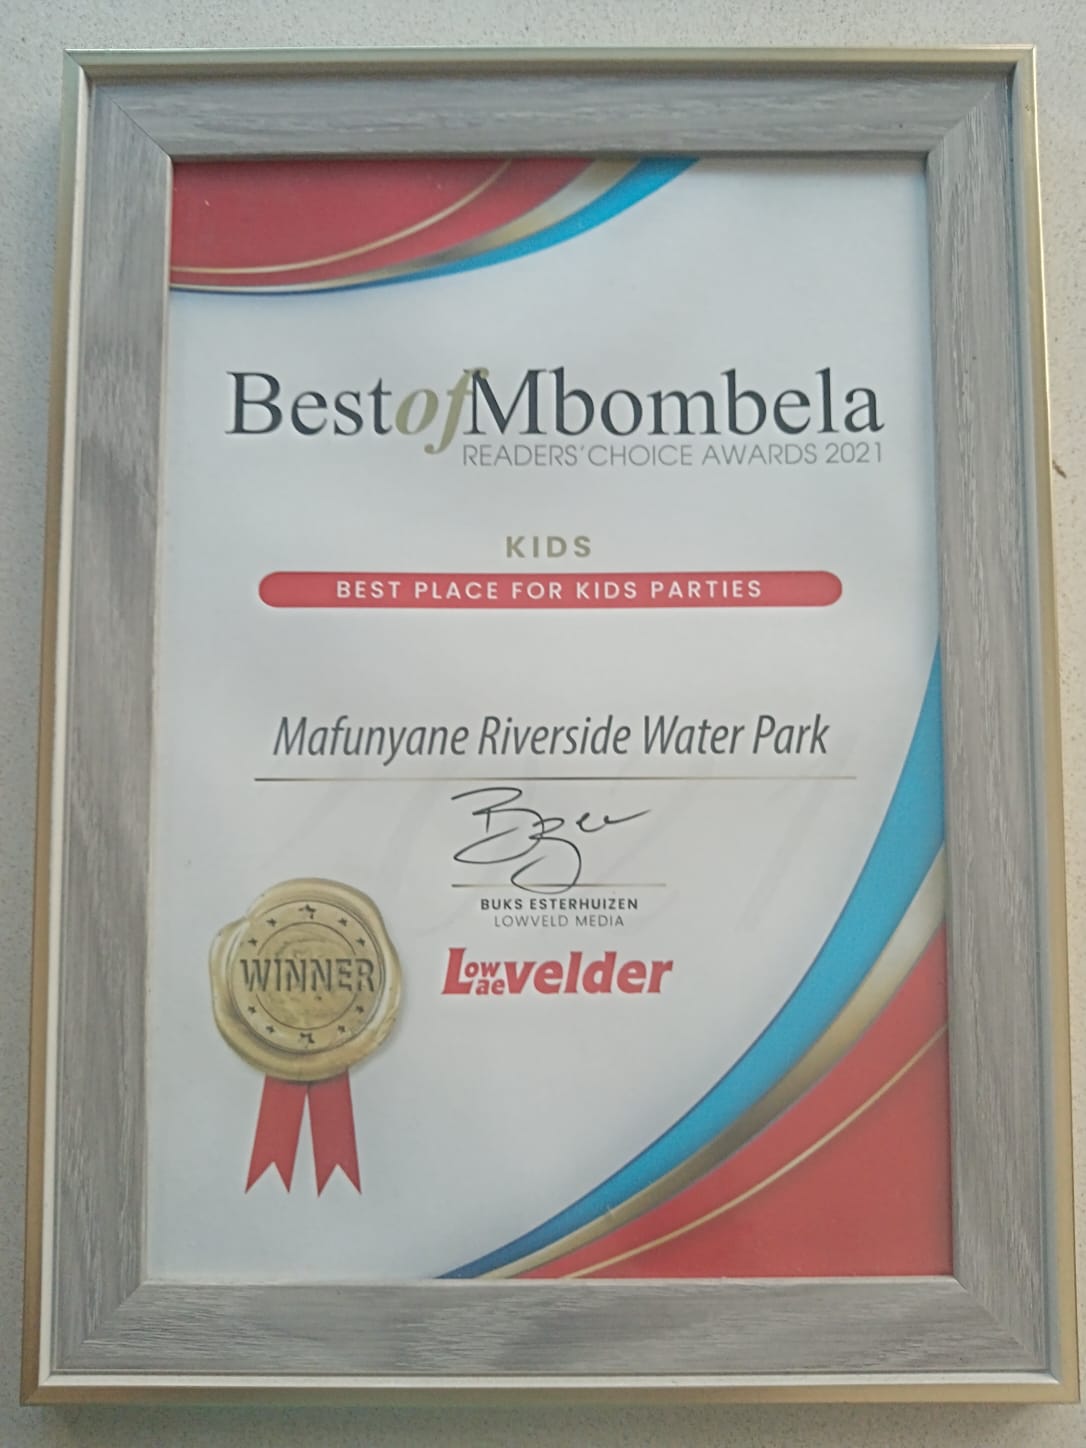 BestofMbombela
READERS' CHOICE AWARDS 2021
KIDS
BEST PLACE FOR KIDS PARTIES
Mafunyane Riverside Water Park
BUKS ESTERHUIZEN
LOWVELD MEDIA
Lowaevelder
WINNER